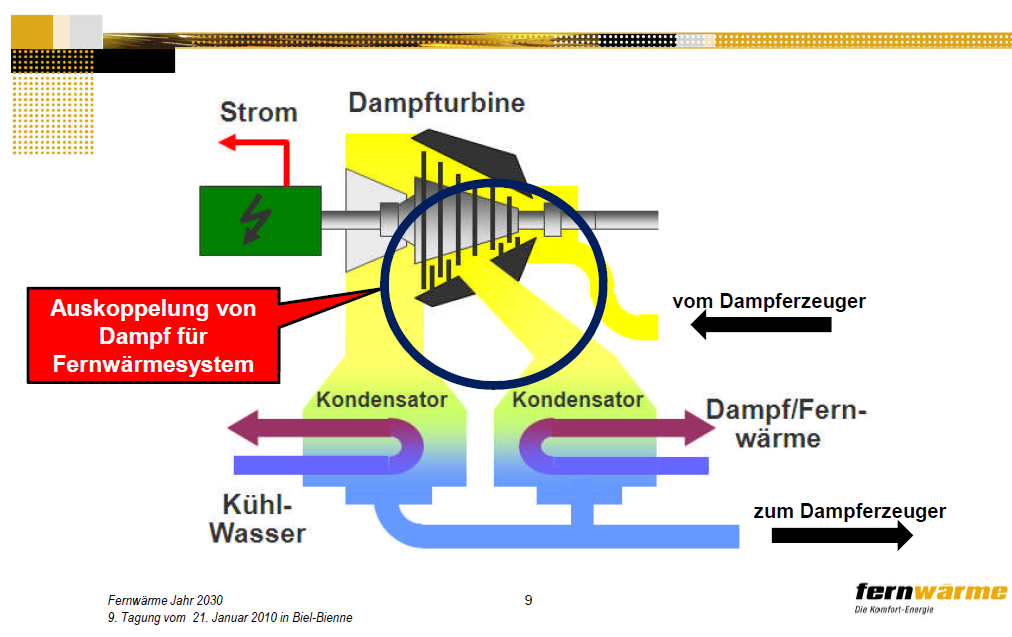 Strom
Dampfturbine
Auskoppelung von
Dampf für
Fernwärmesystem
vom Dampferzeuger
Kondensator
Kondensator
Dampf/Fern-
wärme
Kühl-
Wasser
zum Dampferzeuger
Fernwärme Jahr 2030
9. Tagung vom 21. Januar 2010 in Biel-Bienne
9
fernwärme
Die Komfort-Energie